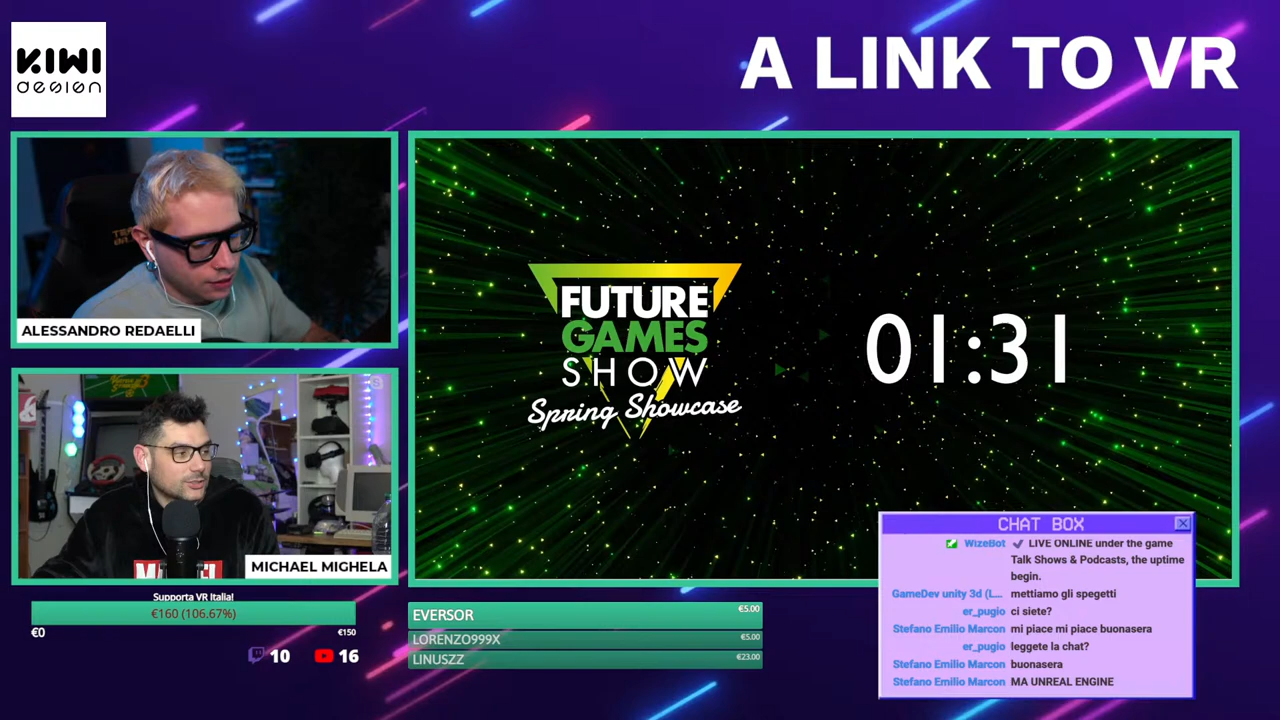 KIWI
design
A LINK TO VR
ALESSANDRO REDAELLI
MICHAEL MIGHELA
FUTURE
GAMES
SHOW
Spring Showcase
01:31
Supporta VR Italia!
€160 (106.67%)
€0
€150
10
16
EVERSOR
€5.00
LORENZO999X
€5.00
LINUSZZ
€23.00
CHAT BOX
WizeBot ✔ LIVE ONLINE under the game
Talk Shows & Podcasts, the uptime
begin.
GameDev unity 3d (L... mettiamo gli spegetti
er_pugio ci siete?
Stefano Emilio Marcon mi piace mi piace buonasera
er_pugio leggete la chat?
Stefano Emilio Marcon buonasera
Stefano Emilio Marcon MA UNREAL ENGINE